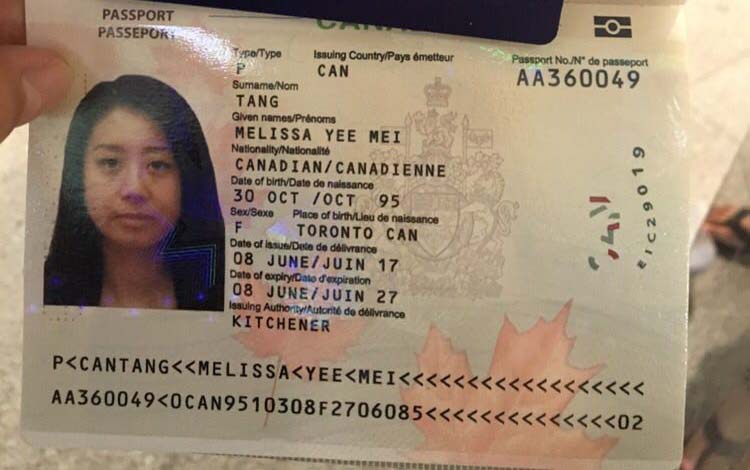 PASSPORT
PASSEPORT
Type/Type Issuing Country/Pays émetteur Passport No./N° de passeport
P CAN AA360049
Surname/Nom
TANG
Given names/Prénoms
MELISSA YEE MEI
Nationality/Nationalité
CANADIAN/CANADIENNE
Date of birth/Date de naissance
30 OCT /OCT 95
Sex/Sexe Place of birth/Lieu de naissance
F TORONTO CAN
Date of issue/Date de délivrance
08 JUNE/JUIN 17
Date of expiry/Date d'expiration
08 JUNE/JUIN 27
Issuing Authority/Autorité de délivrance
KITCHENER
P<CANTANG<<MELISSA<YEE<MEI<<<<<<<<<<<<<<<<<<
AA360049<0CAN9510308F2706085<<<<<<<<<<<<<<02